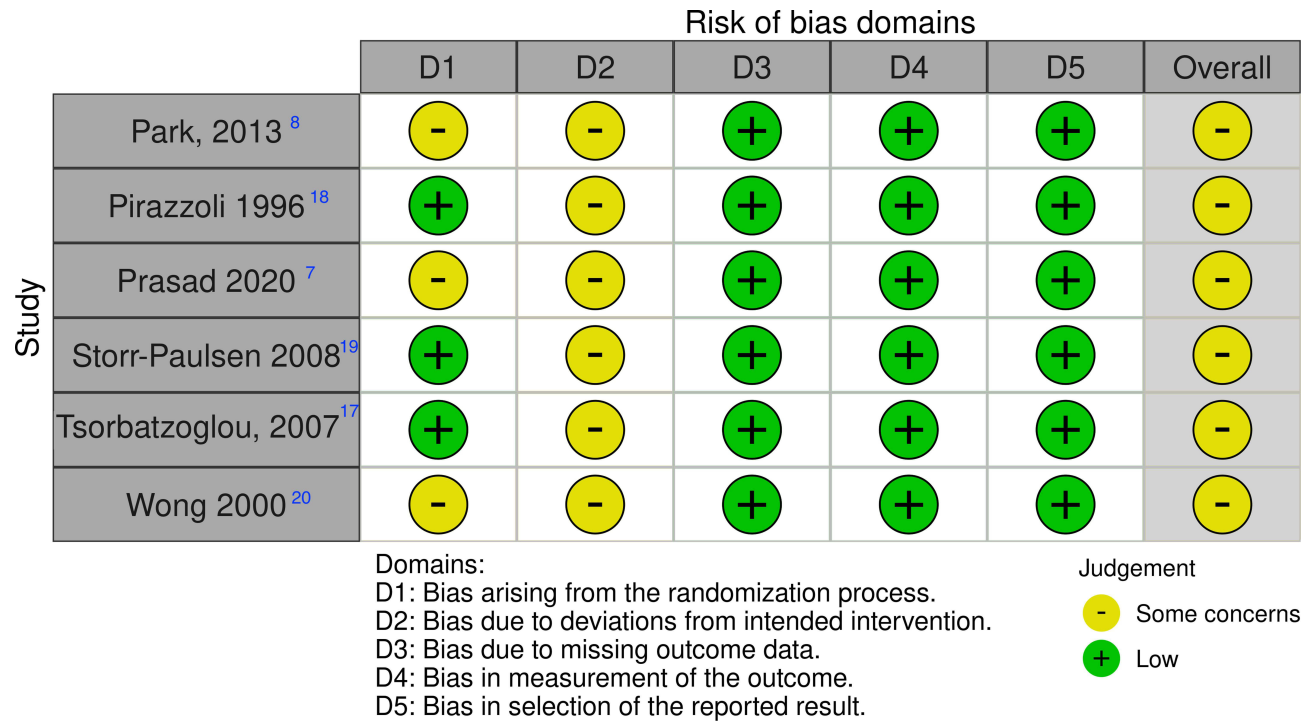 Risk of bias domains
D1 D2 D3 D4 D5 Overall
Study
Park, 2013 8 - - + + + -
Pirazzoli 1996 18 + - + + + -
Prasad 2020 7 - - + + + -
Storr-Paulsen 2008 19 + - + + + -
Tsorbatzoglou, 2007 17 + - + + + -
Wong 2000 20 - - + + + -
Domains:
D1: Bias arising from the randomization process.
D2: Bias due to deviations from intended intervention.
D3: Bias due to missing outcome data.
D4: Bias in measurement of the outcome.
D5: Bias in selection of the reported result.
Judgement
- Some concerns
+ Low